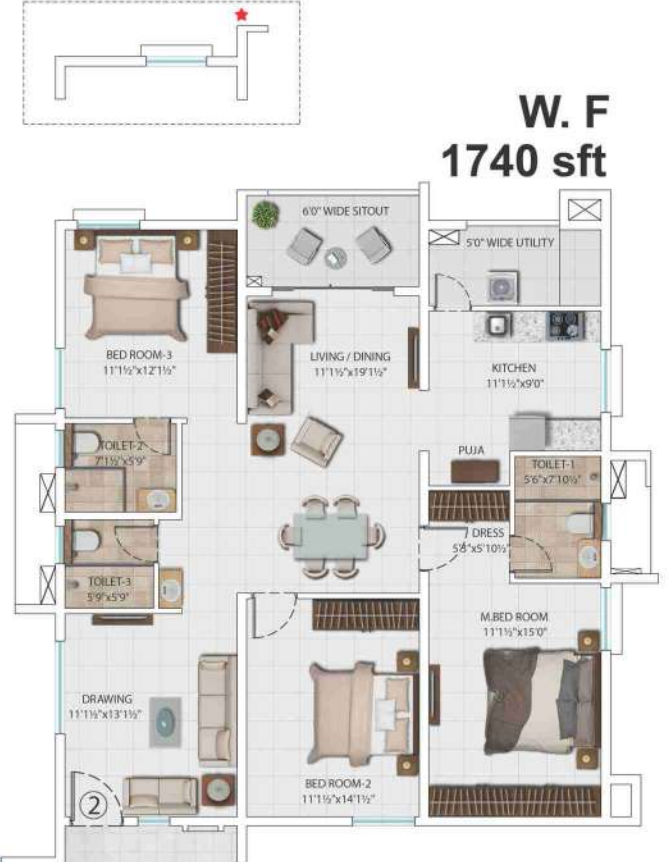 W. F
1740 sft
6'0" WIDE SITOUT
5'0" WIDE UTILITY
BED ROOM-3
11'1½"x12'1½"
LIVING / DINING
11'1½"x19'1½"
KITCHEN
11'1½"x9'0"
TOILET-2
7'1½"x5'9"
PUJA
TOILET-1
5'6"x7'10½"
DRESS
5'3"x5'10½"
TOILET-3
5'9"x5'9"
M.BED ROOM
11'1½"x15'0"
DRAWING
11'1½"x13'1½"
BED ROOM-2
11'1½"x14'1½"
2